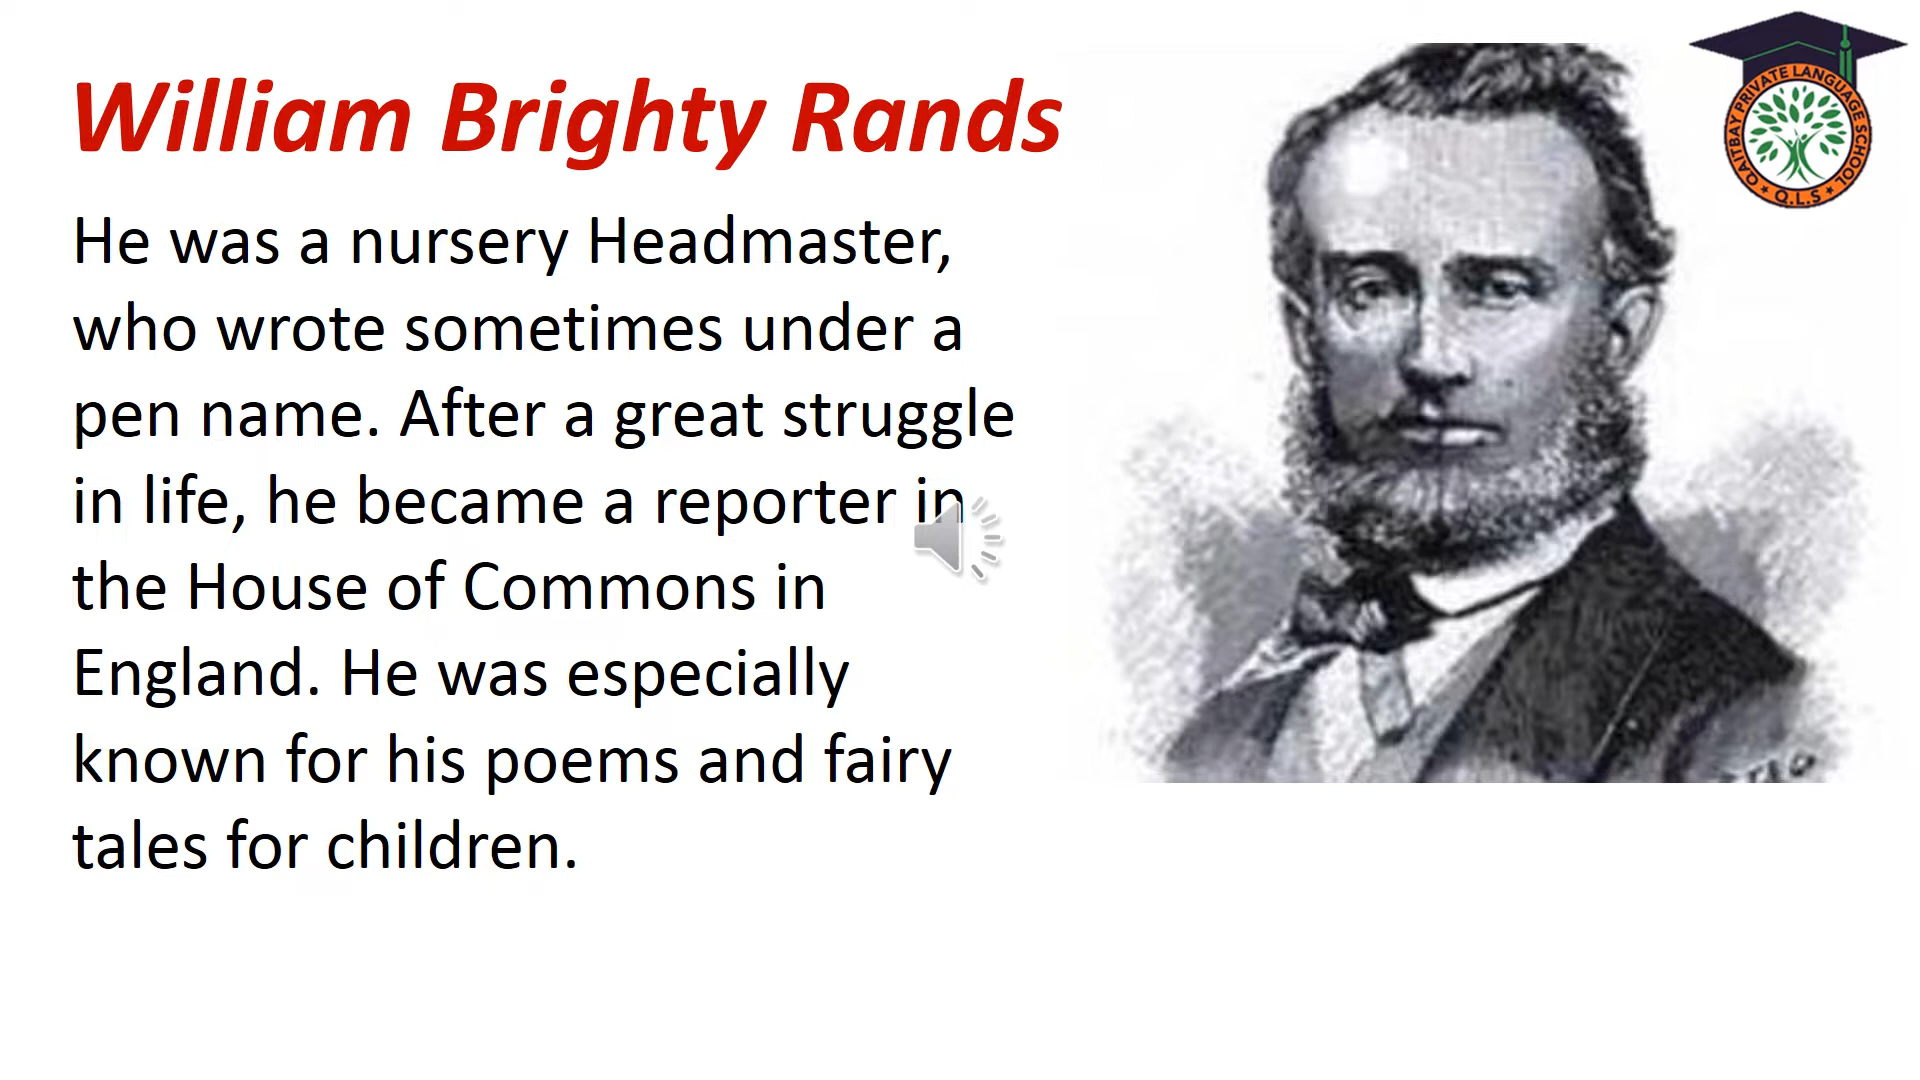 William Brighty Rands
He was a nursery Headmaster,
who wrote sometimes under a
pen name. After a great struggle
in life, he became a reporter in
the House of Commons in
England. He was especially
known for his poems and fairy
tales for children.
QAITBAY PRIVATE LANGUAGE SCHOOL
Q.L.S